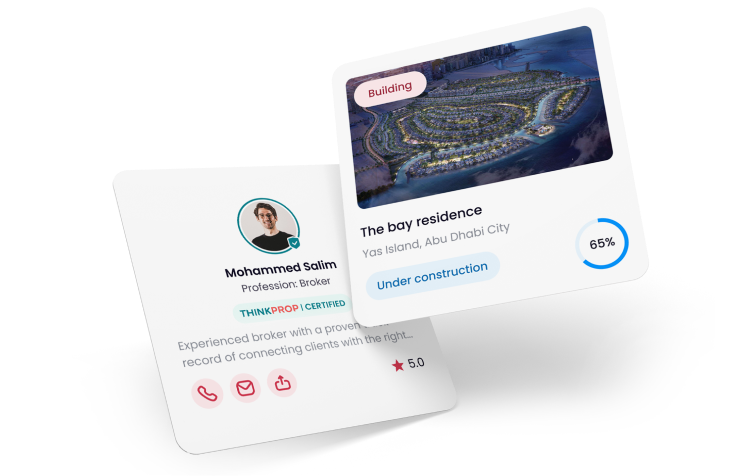 Building
The bay residence
Yas Island, Abu Dhabi City
Under construction
65%
Mohammed Salim
Profession: Broker
THINKPROP | CERTIFIED
Experienced broker with a proven
record of connecting clients with the right...
5.0